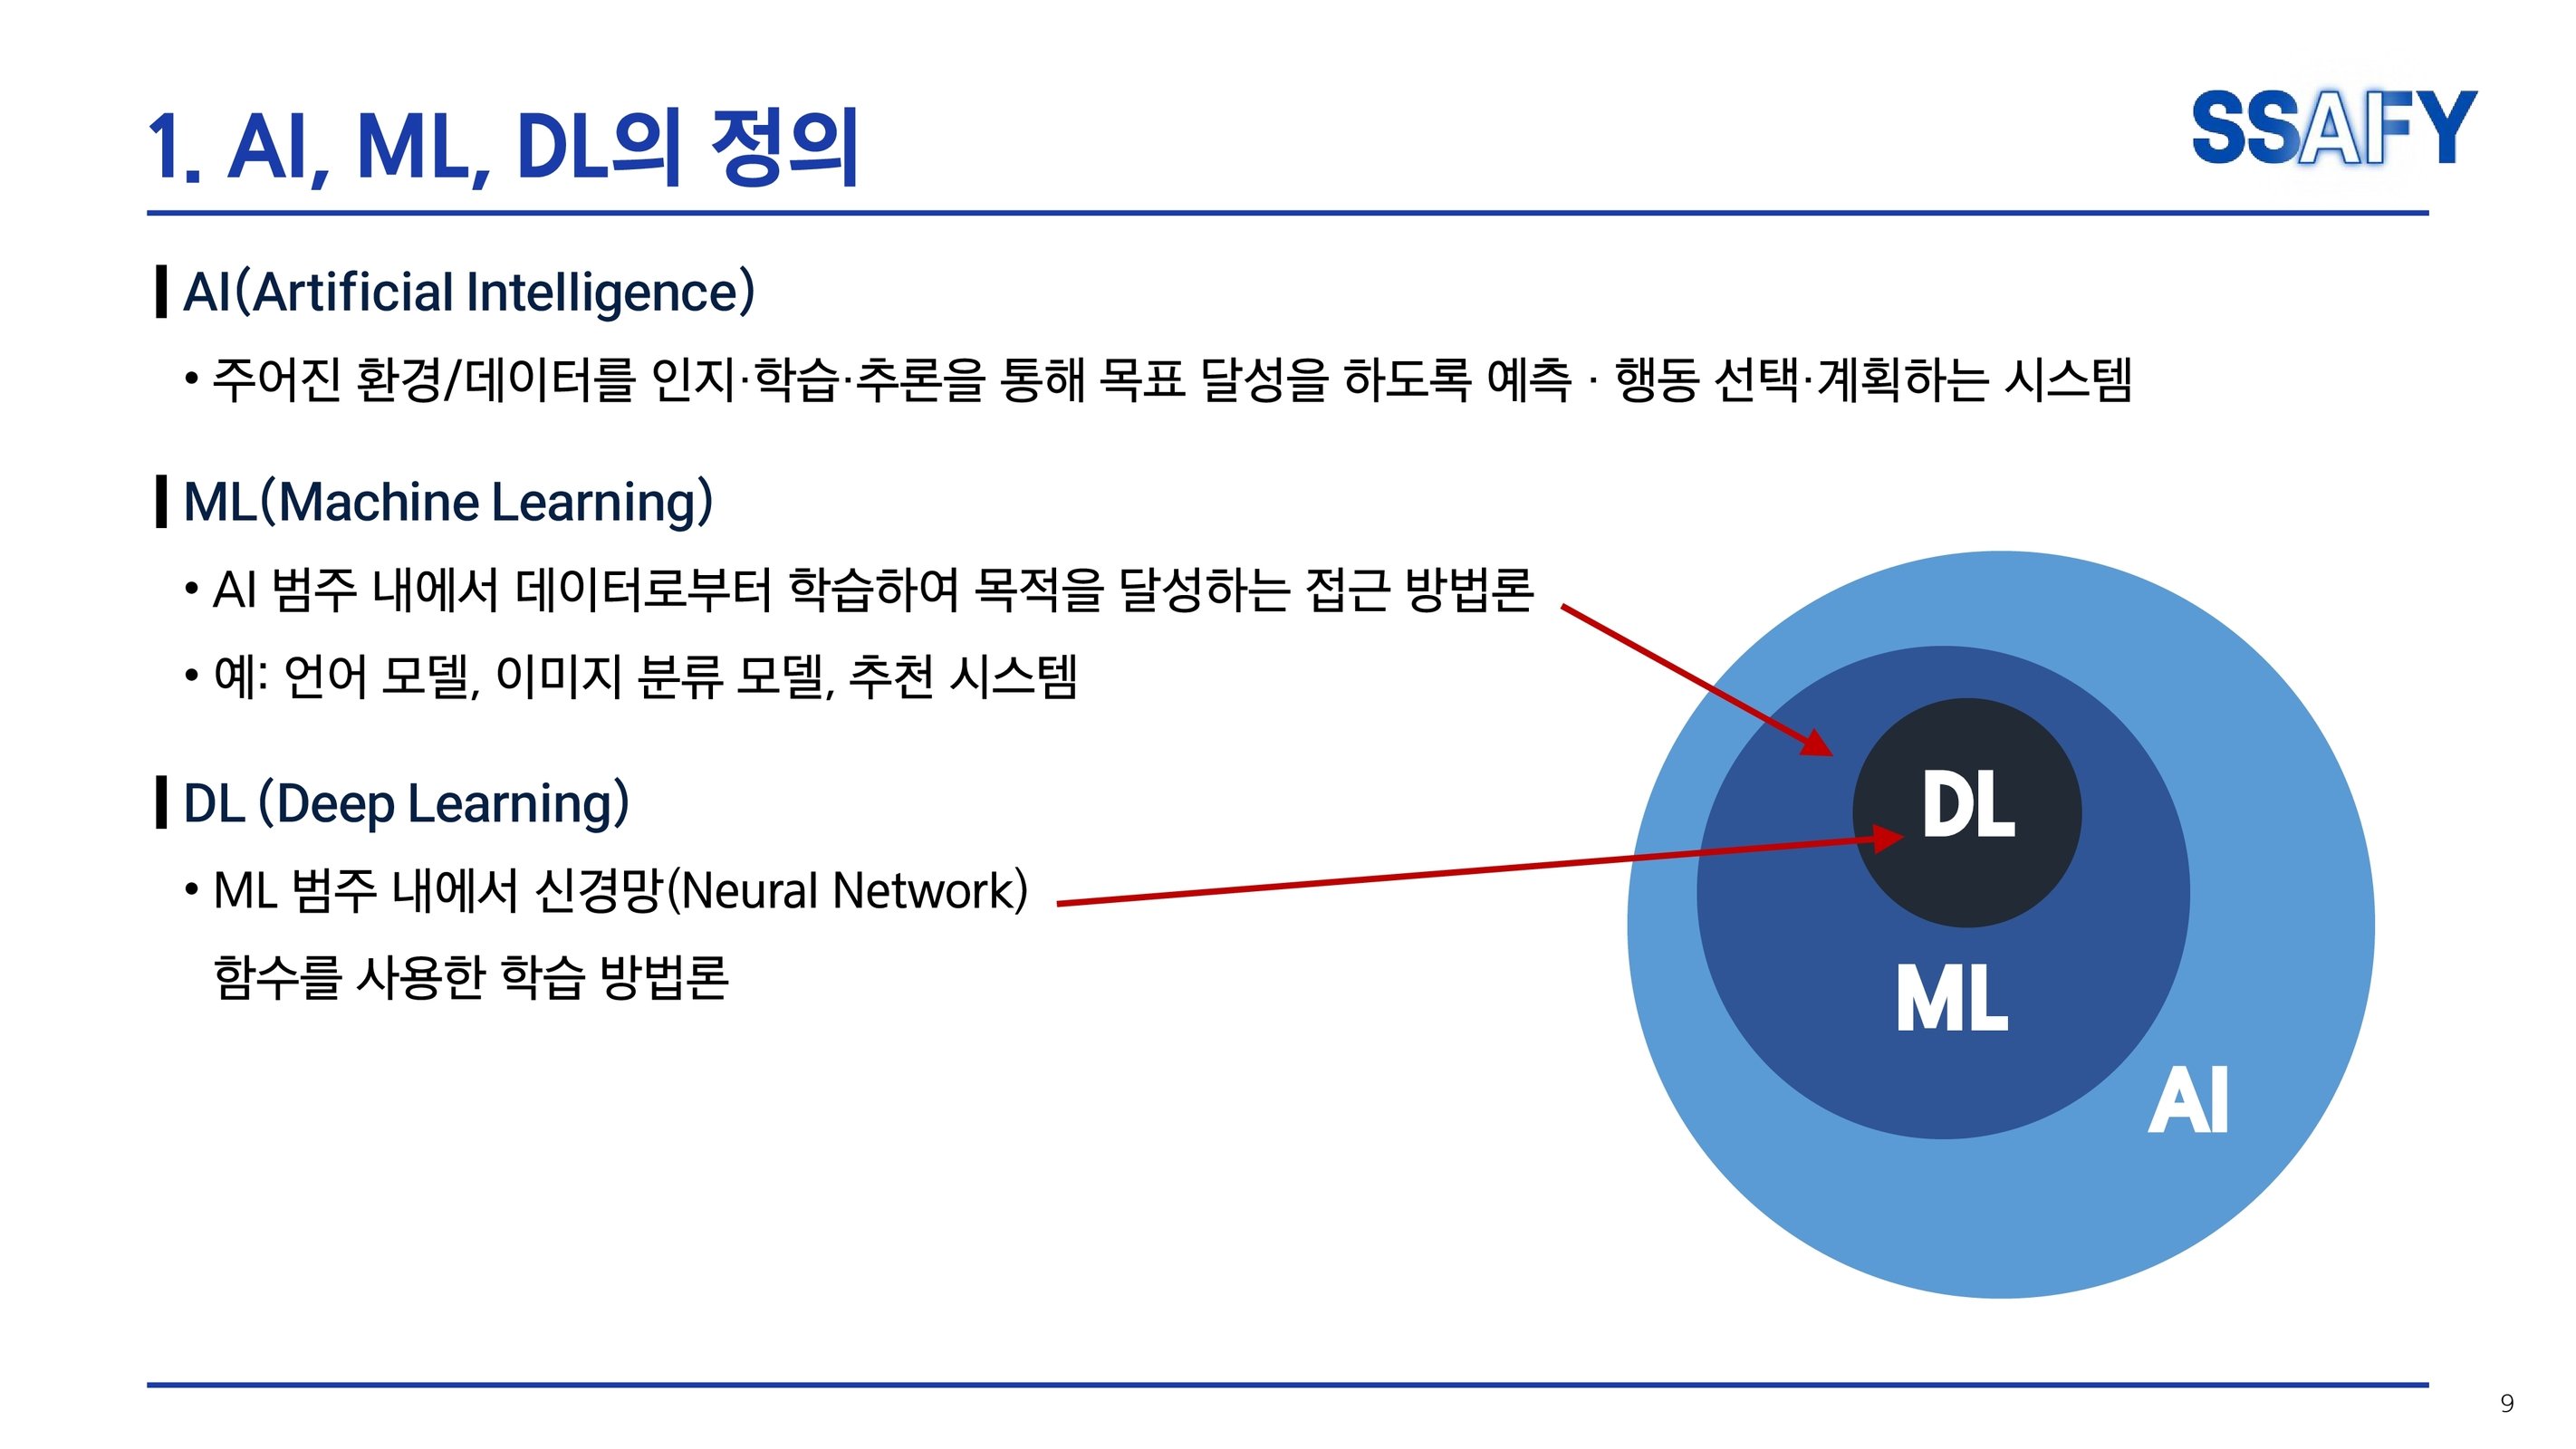 1. AI, ML, DL의 정의
SSAFY
AI(Artificial Intelligence)
• 주어진 환경/데이터를 인지·학습·추론을 통해 목표 달성을 하도록 예측 · 행동 선택·계획하는 시스템
ML(Machine Learning)
• AI 범주 내에서 데이터로부터 학습하여 목적을 달성하는 접근 방법론
• 예: 언어 모델, 이미지 분류 모델, 추천 시스템
DL (Deep Learning)
• ML 범주 내에서 신경망(Neural Network)
함수를 사용한 학습 방법론
DL
ML
AI
9